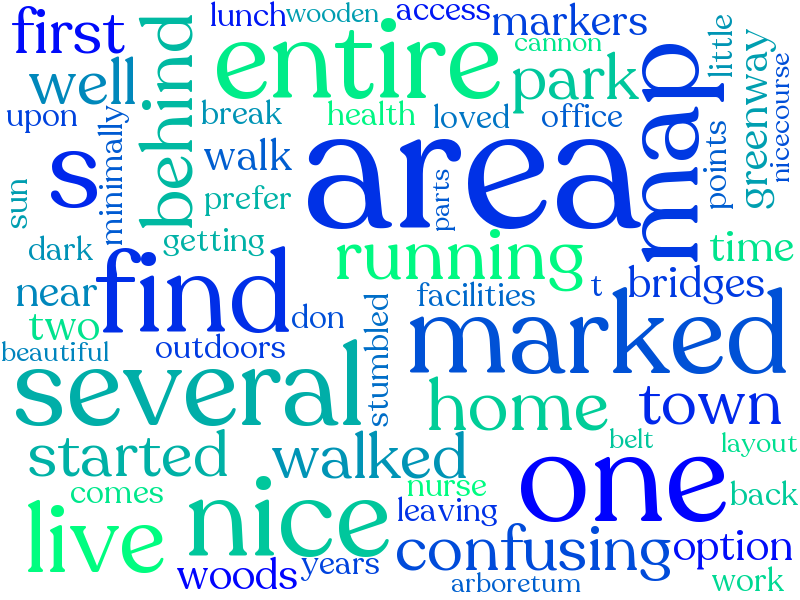 first
lunch
wooden
access
markers
cannon
little
well
behind
entire
park
map
greenway
nicecourse
upon
minimally
break
health
loved
office
points
s
walk
area
parts
sun
prefer
dark
getting
running
time
near
find
facilities
t
bridges
two
don
stumbled
marked
beautiful
outdoors
several
home
town
started
walked
belt
layout
comes
nurse
one
back
live
nice
leaving
confusing
option
woods
years
arboretum
work